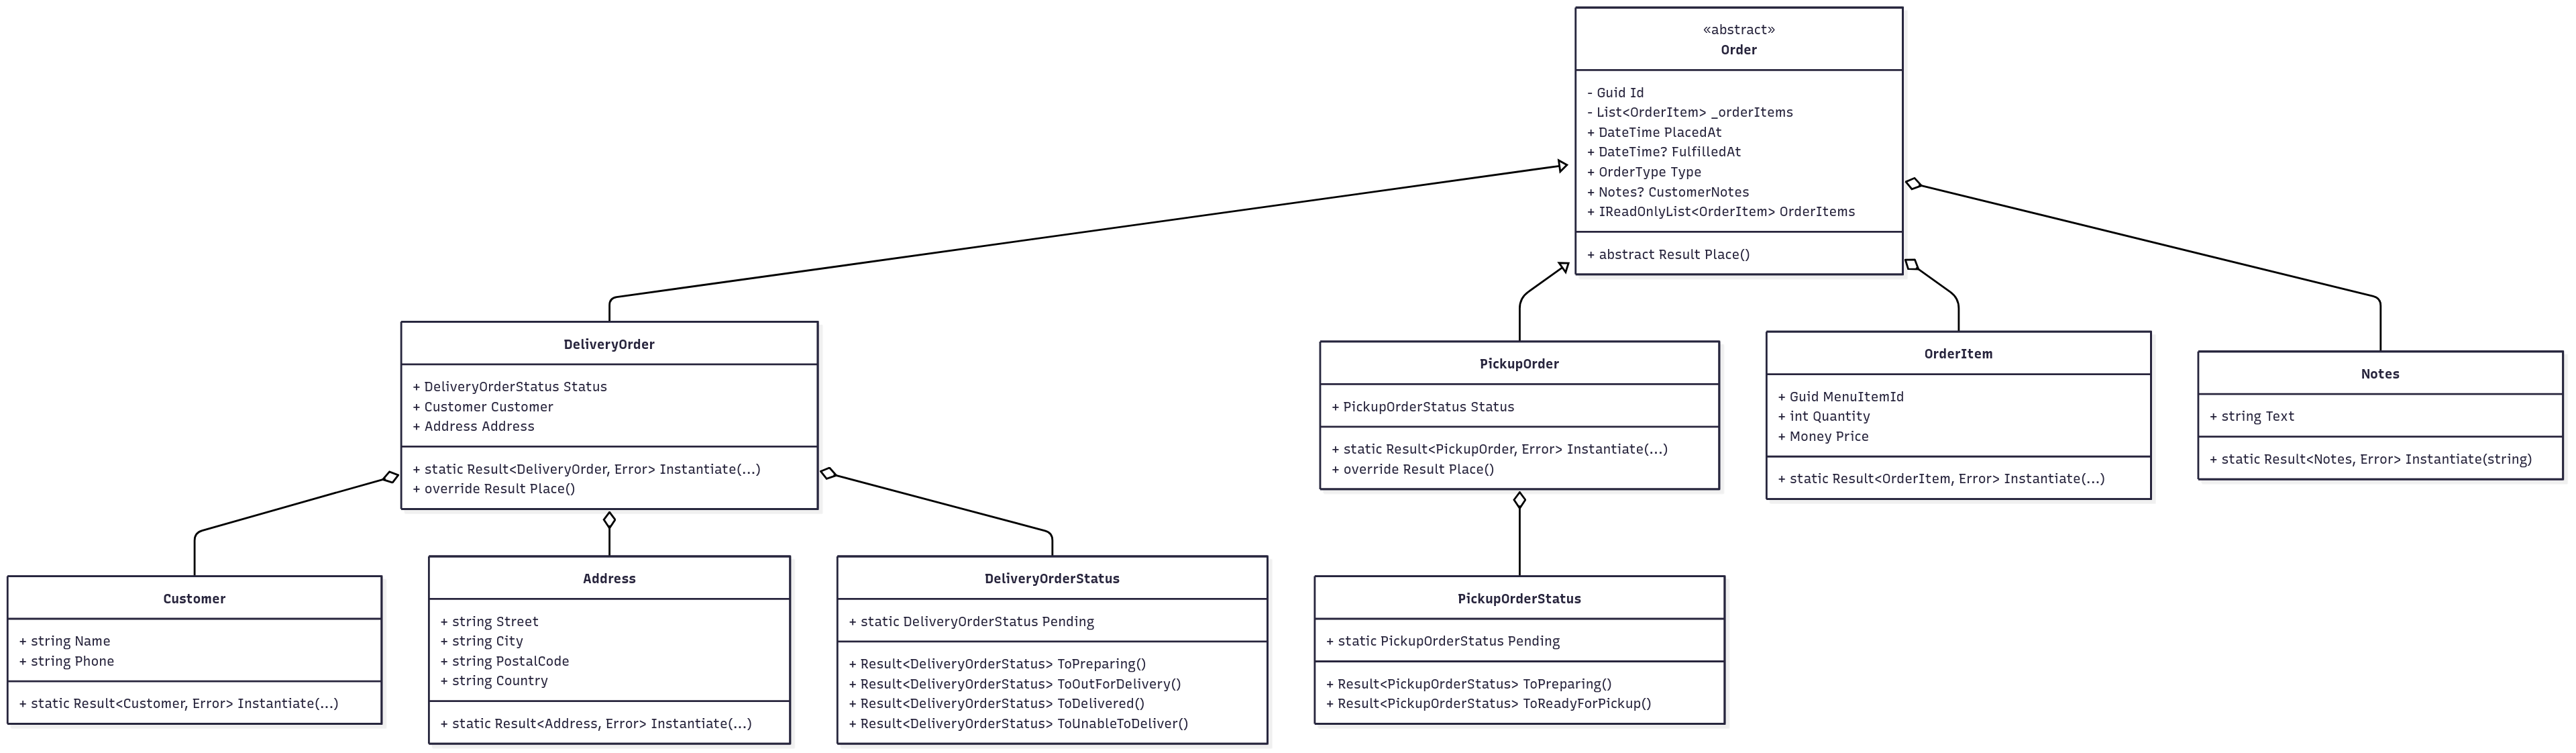 «abstract»
Order
- Guid Id
- List<OrderItem> _orderItems
+ DateTime PlacedAt
+ DateTime? FulfilledAt
+ OrderType Type
+ Notes? CustomerNotes
+ IReadOnlyList<OrderItem> OrderItems
+ abstract Result Place()
DeliveryOrder
+ DeliveryOrderStatus Status
+ Customer Customer
+ Address Address
+ static Result<DeliveryOrder, Error> Instantiate(...)
+ override Result Place()
PickupOrder
+ PickupOrderStatus Status
+ static Result<PickupOrder, Error> Instantiate(...)
+ override Result Place()
OrderItem
+ Guid MenuItemId
+ int Quantity
+ Money Price
+ static Result<OrderItem, Error> Instantiate(...)
Notes
+ string Text
+ static Result<Notes, Error> Instantiate(string)
Customer
+ string Name
+ string Phone
+ static Result<Customer, Error> Instantiate(...)
Address
+ string Street
+ string City
+ string PostalCode
+ string Country
+ static Result<Address, Error> Instantiate(...)
DeliveryOrderStatus
+ static DeliveryOrderStatus Pending
+ Result<DeliveryOrderStatus> ToPreparing()
+ Result<DeliveryOrderStatus> ToOutForDelivery()
+ Result<DeliveryOrderStatus> ToDelivered()
+ Result<DeliveryOrderStatus> ToUnableToDeliver()
PickupOrderStatus
+ static PickupOrderStatus Pending
+ Result<PickupOrderStatus> ToPreparing()
+ Result<PickupOrderStatus> ToReadyForPickup()